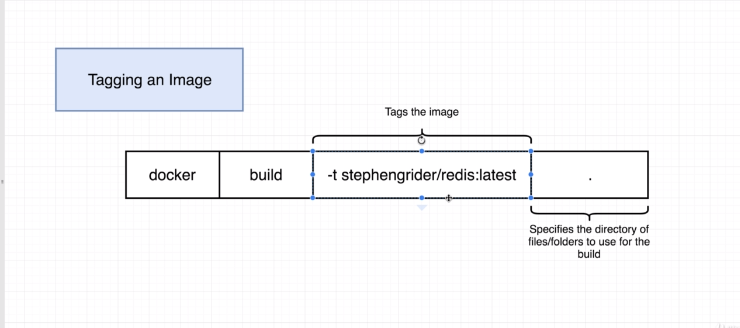 Tagging an Image
Tags the image
docker build -t stephengrider/redis:latest .
Specifies the directory of
files/folders to use for the
build